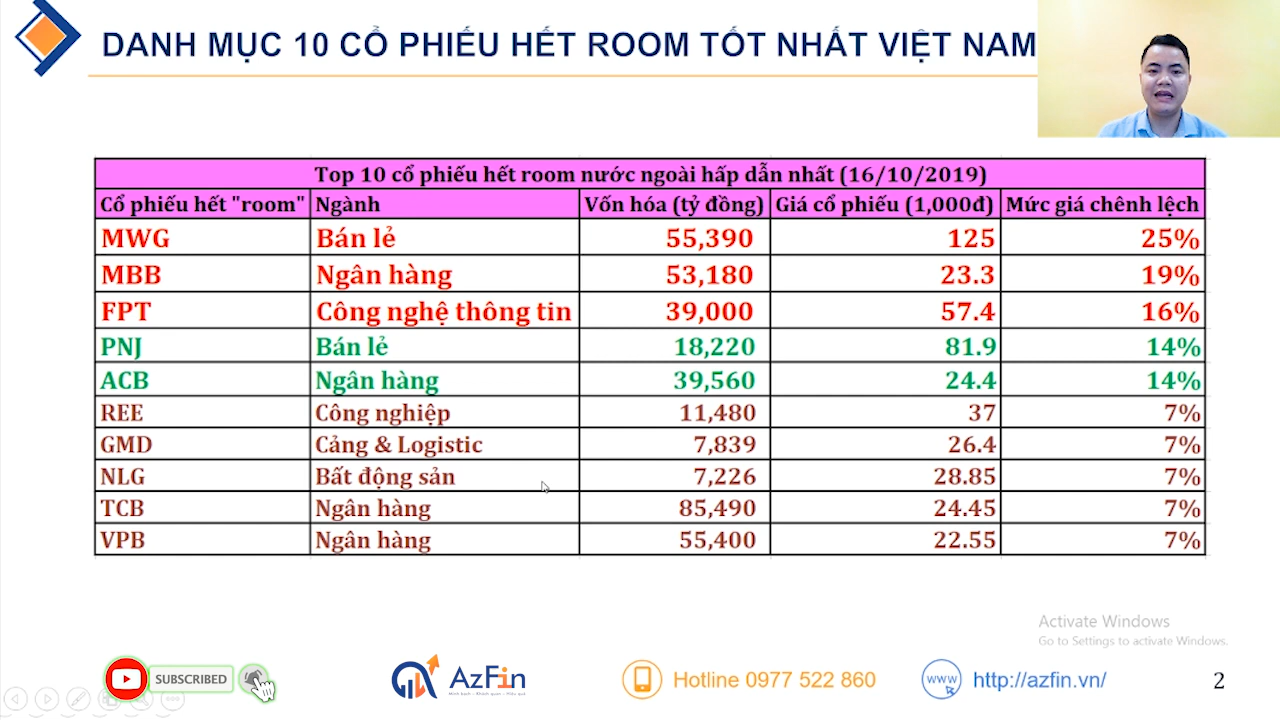 DANH MỤC 10 CỔ PHIẾU HẾT ROOM TỐT NHẤT VIỆT NAM
Top 10 cổ phiếu hết room nước ngoài hấp dẫn nhất (16/10/2019)
Cổ phiếu hết "room" Ngành Vốn hóa (tỷ đồng) Giá cổ phiếu (1,000đ) Mức giá chênh lệch
MWG Bán lẻ 55,390 125 25%
MBB Ngân hàng 53,180 23.3 19%
FPT Công nghệ thông tin 39,000 57.4 16%
PNJ Bán lẻ 18,220 81.9 14%
ACB Ngân hàng 39,560 24.4 14%
REE Công nghiệp 11,480 37 7%
GMD Cảng & Logistic 7,839 26.4 7%
NLG Bất động sản 7,226 28.85 7%
TCB Ngân hàng 85,490 24.45 7%
VPB Ngân hàng 55,400 22.55 7%
Activate Windows
Go to Settings to activate Windows.
SUBSCRIBED AzFin Hotline 0977 522 860 www http://azfin.vn/ 2